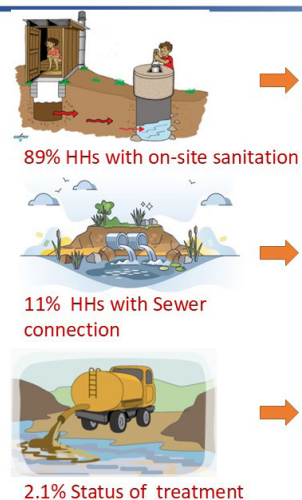 89% HHs with on-site sanitation
11% HHs with Sewer
connection
2.1% Status of treatment